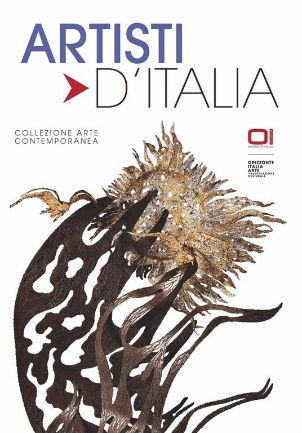 ARTISTI
D'ITALIA
COLLEZIONE ARTE
CONTEMPORANEA
OI
ORIZZONTE
ITALIA
ARTE